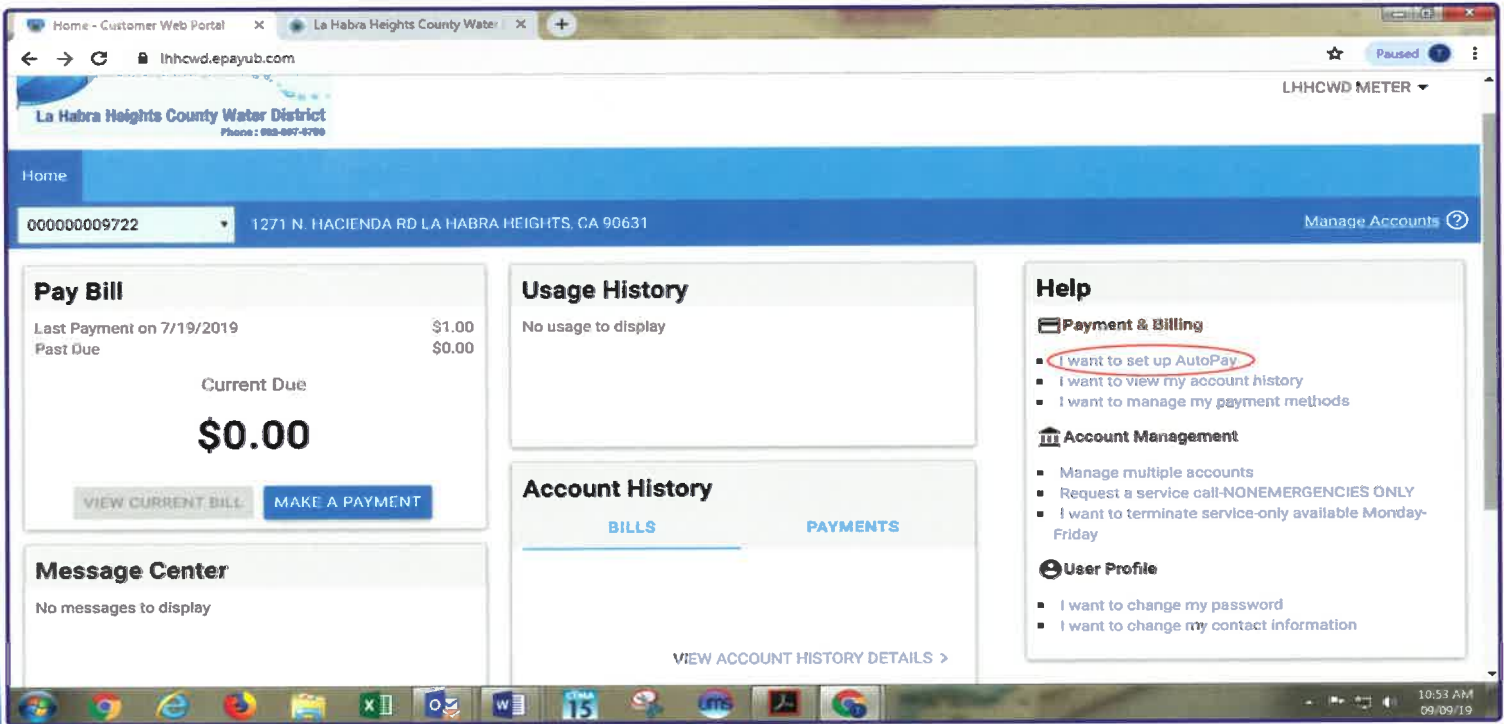 Home - Customer Web Portal
La Habra Heights County Water
lhhcwd.epayub.com
Paused
LHHCWD METER
La Habra Heights County Water District
Phone :
Home
000000009722
1271 N. HACIENDA RD LA HABRA HEIGHTS, CA 90631
Manage Accounts ?
Pay Bill
Last Payment on 7/19/2019 $1.00
Past Due $0.00
Current Due
$0.00
VIEW CURRENT BILL
MAKE A PAYMENT
Message Center
No messages to display
Usage History
No usage to display
Account History
BILLS
PAYMENTS
VIEW ACCOUNT HISTORY DETAILS >
Help
Payment & Billing
I want to set up AutoPay
I want to view my account history
I want to manage my payment methods
Account Management
Manage multiple accounts
Request a service call-NONEMERGENCIES ONLY
I want to terminate service-only available Monday-
Friday
User Profile
I want to change my password
I want to change my contact information
15
ums
10:53 AM
09/09/19